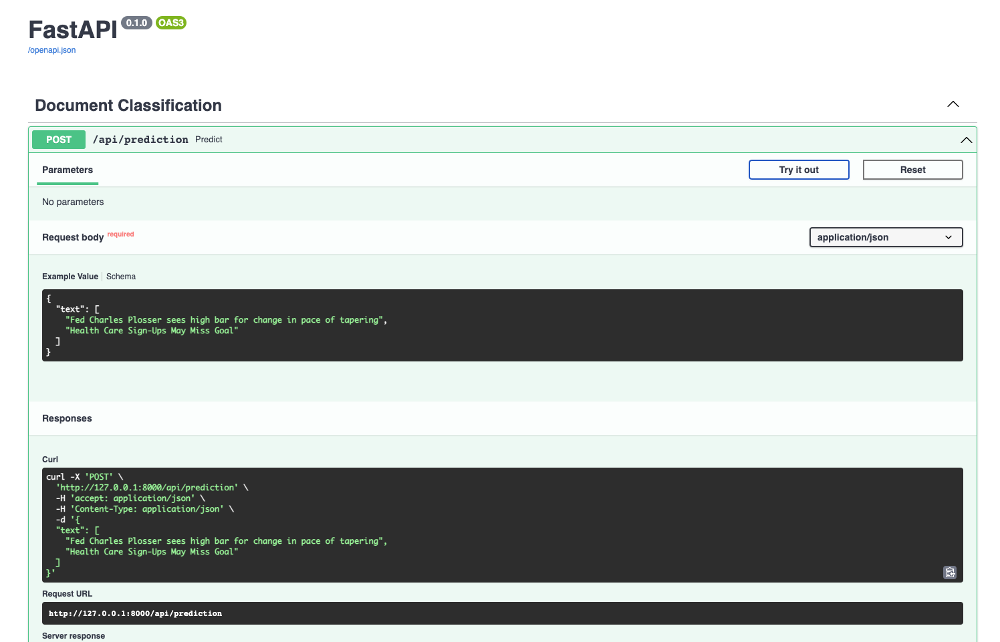 FastAPI 0.1.0 OAS3
/openapi.json
Document Classification
POST /api/prediction Predict
Parameters Try it out Reset
No parameters
Request body required application/json
Example Value Schema
{
  "text": [
    "Fed Charles Plosser sees high bar for change in pace of tapering",
    "Health Care Sign-Ups May Miss Goal"
  ]
}
Responses
Curl
curl -X 'POST' \
  'http://127.0.0.1:8000/api/prediction' \
  -H 'accept: application/json' \
  -H 'Content-Type: application/json' \
  -d '{
  "text": [
    "Fed Charles Plosser sees high bar for change in pace of tapering",
    "Health Care Sign-Ups May Miss Goal"
  ]
}'
Request URL
http://127.0.0.1:8000/api/prediction
Server response